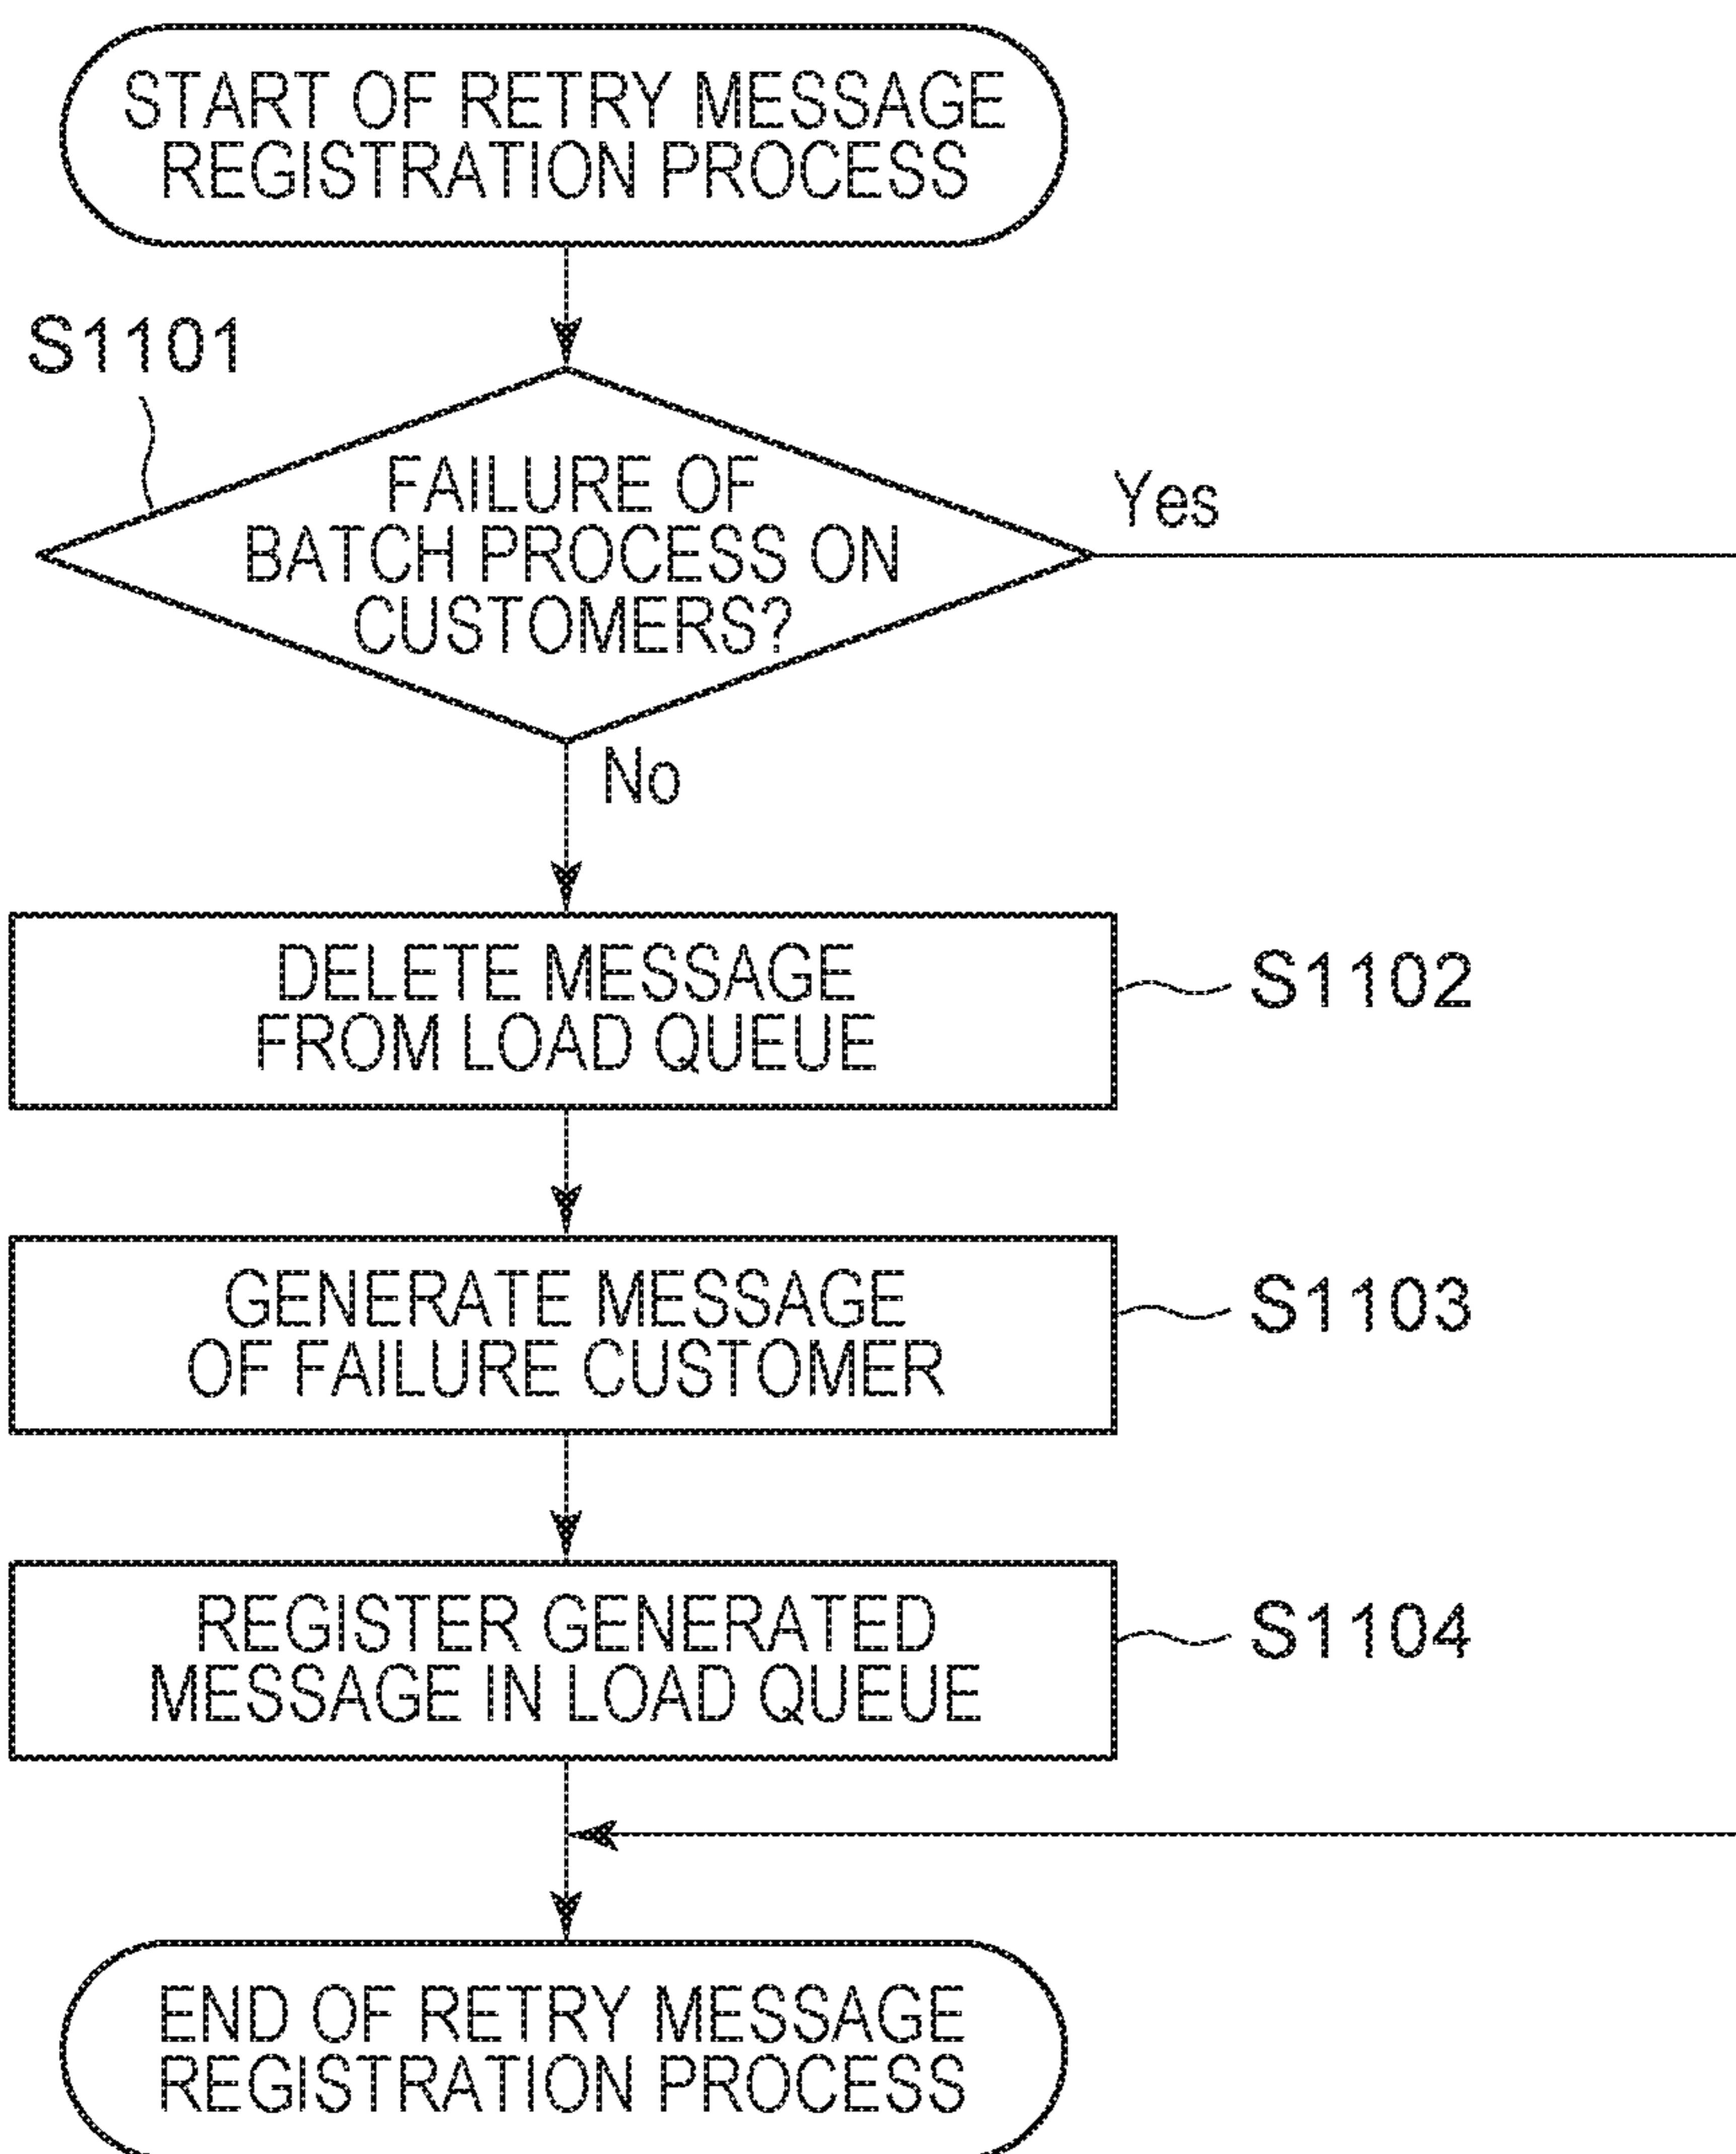 START OF RETRY MESSAGE
REGISTRATION PROCESS
S1101
FAILURE OF
BATCH PROCESS ON
CUSTOMERS?
Yes
No
DELETE MESSAGE
FROM LOAD QUEUE
S1102
GENERATE MESSAGE
OF FAILURE CUSTOMER
S1103
REGISTER GENERATED
MESSAGE IN LOAD QUEUE
S1104
END OF RETRY MESSAGE
REGISTRATION PROCESS